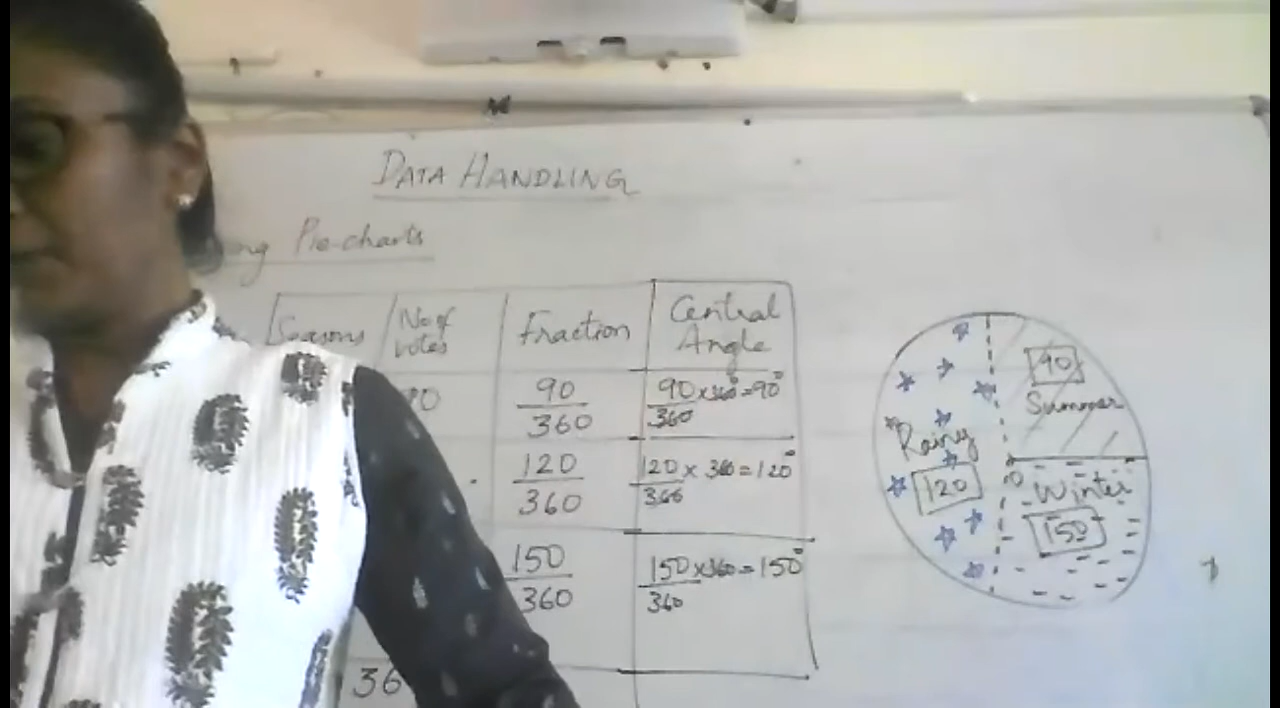 DATA HANDLING
Pie-charts
Seasons No of votes Fraction Central Angle
90/360 90/360 x 360° = 90°
120/360 120/360 x 360 = 120°
150/360 150/360 x 360 = 150°
36
90
Summer
Rainy
120
O
Winter
150